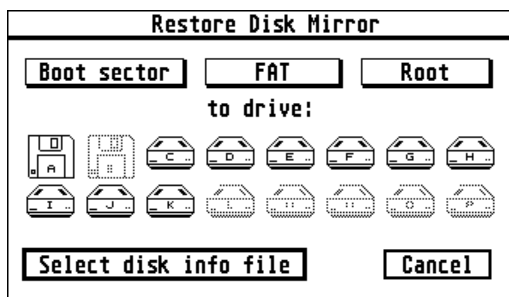 Restore Disk Mirror
Boot sector FAT Root
to drive:
A C D E F G H
I J K L O P
Select disk info file Cancel